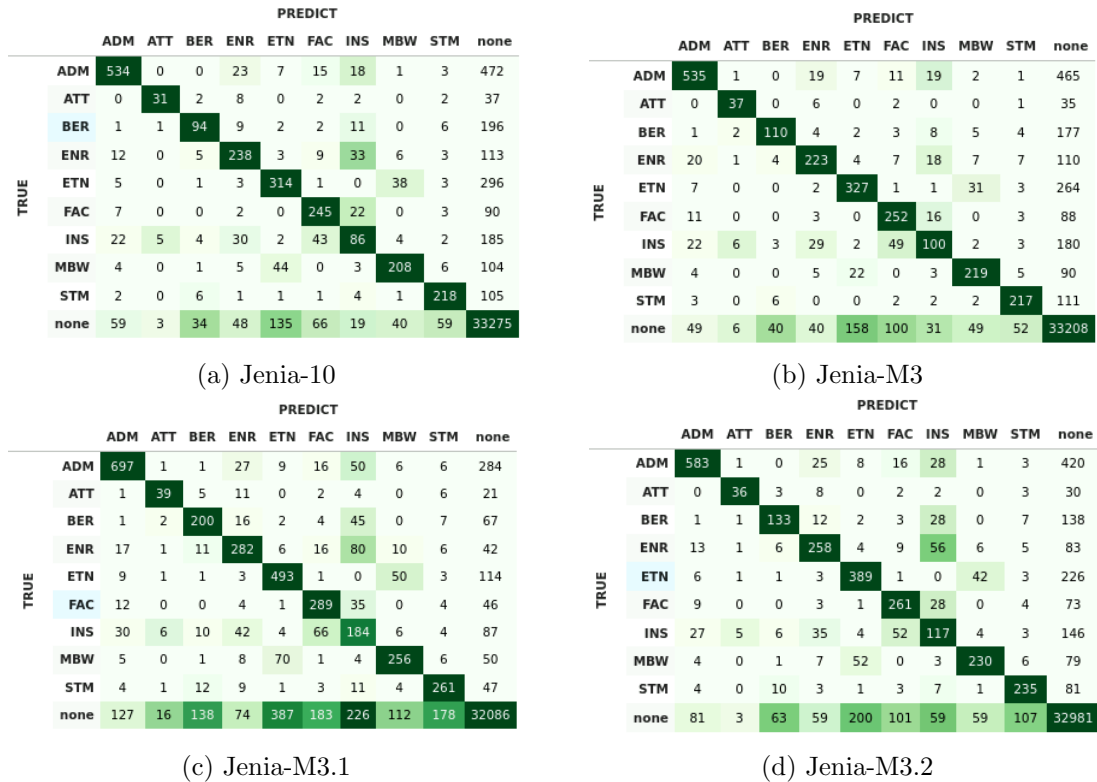 PREDICT
ADM ATT BER ENR ETN FAC INS MBW STM none
TRUE
ADM 534 0 0 23 7 15 18 1 3 472
ATT 0 31 2 8 0 2 2 0 2 37
BER 1 1 94 9 2 2 11 0 6 196
ENR 12 0 5 238 3 9 33 6 3 113
ETN 5 0 1 3 314 1 0 38 3 296
FAC 7 0 0 2 0 245 22 0 3 90
INS 22 5 4 30 2 43 86 4 2 185
MBW 4 0 1 5 44 0 3 208 6 104
STM 2 0 6 1 1 1 4 1 218 105
none 59 3 34 48 135 66 19 40 59 33275
(a) Jenia-10
PREDICT
ADM ATT BER ENR ETN FAC INS MBW STM none
TRUE
ADM 535 1 0 19 7 11 19 2 1 465
ATT 0 37 0 6 0 2 0 0 1 35
BER 1 2 110 4 2 3 8 5 4 177
ENR 20 1 4 223 4 7 18 7 7 110
ETN 7 0 0 2 327 1 1 31 3 264
FAC 11 0 0 3 0 252 16 0 3 88
INS 22 6 3 29 2 49 100 2 3 180
MBW 4 0 0 5 22 0 3 219 5 90
STM 3 0 6 0 0 2 2 2 217 111
none 49 6 40 40 158 100 31 49 52 33208
(b) Jenia-M3
PREDICT
ADM ATT BER ENR ETN FAC INS MBW STM none
TRUE
ADM 697 1 1 27 9 16 50 6 6 284
ATT 1 39 5 11 0 2 4 0 6 21
BER 1 2 200 16 2 4 45 0 7 67
ENR 17 1 11 282 6 16 80 10 6 42
ETN 9 1 1 3 493 1 0 50 3 114
FAC 12 0 0 4 1 289 35 0 4 46
INS 30 6 10 42 4 66 184 6 4 87
MBW 5 0 1 8 70 1 4 256 6 50
STM 4 1 12 9 1 3 11 4 261 47
none 127 16 138 74 387 183 226 112 178 32086
(c) Jenia-M3.1
PREDICT
ADM ATT BER ENR ETN FAC INS MBW STM none
TRUE
ADM 583 1 0 25 8 16 28 1 3 420
ATT 0 36 3 8 0 2 2 0 3 30
BER 1 1 133 12 2 3 28 0 7 138
ENR 13 1 6 258 4 9 56 6 5 83
ETN 6 1 1 3 389 1 0 42 3 226
FAC 9 0 0 3 1 261 28 0 4 73
INS 27 5 6 35 4 52 117 4 3 146
MBW 4 0 1 7 52 0 3 230 6 79
STM 4 0 10 3 1 3 7 1 235 81
none 81 3 63 59 200 101 59 59 107 32981
(d) Jenia-M3.2